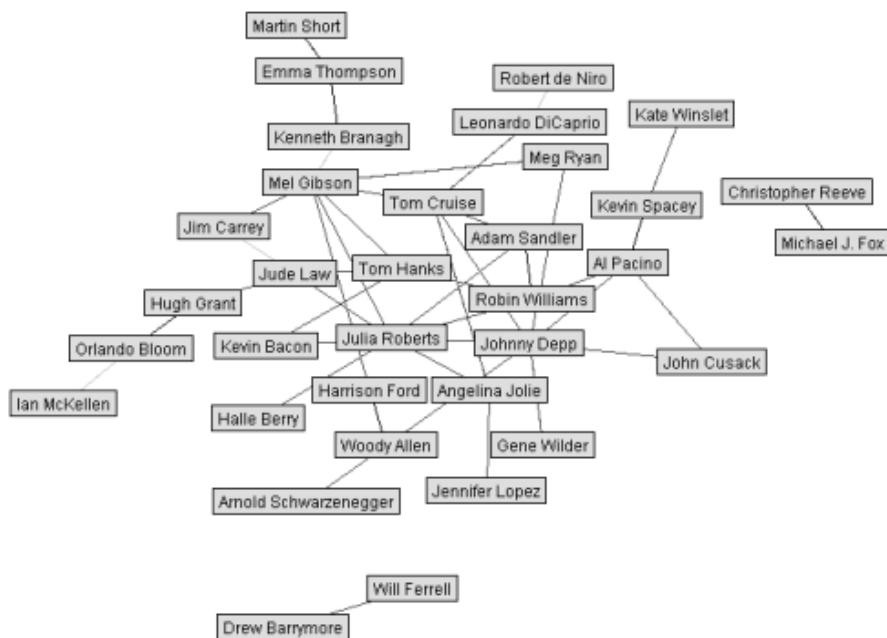 Martin Short
Emma Thompson
Robert de Niro
Kate Winslet
Leonardo DiCaprio
Kenneth Branagh
Meg Ryan
Mel Gibson
Christopher Reeve
Tom Cruise
Kevin Spacey
Jim Carrey
Adam Sandler
Michael J. Fox
Al Pacino
Jude Law
Tom Hanks
Robin Williams
Hugh Grant
Julia Roberts
Johnny Depp
Kevin Bacon
Orlando Bloom
John Cusack
Harrison Ford
Angelina Jolie
Ian McKellen
Halle Berry
Woody Allen
Gene Wilder
Jennifer Lopez
Arnold Schwarzenegger
Will Ferrell
Drew Barrymore